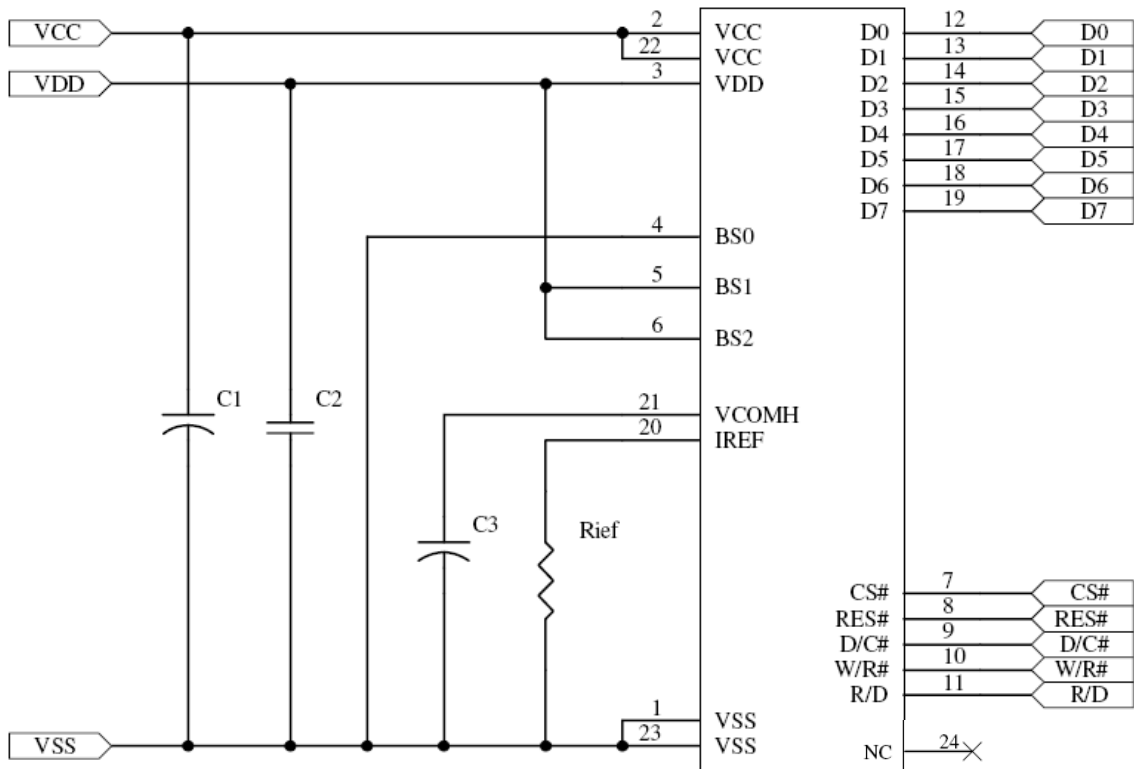 VCC 2 VCC D0 12 D0
22 VCC D1 13 D1
VDD 3 VDD D2 14 D2
D3 15 D3
D4 16 D4
D5 17 D5
D6 18 D6
D7 19 D7
4 BS0
5 BS1
6 BS2
C1 C2 21 VCOMH
20 IREF
C3 Rief
CS# 7 CS#
RES# 8 RES#
D/C# 9 D/C#
W/R# 10 W/R#
R/D 11 R/D
1 VSS
VSS 23 VSS NC 24